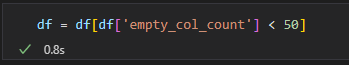 df = df[df['empty_col_count'] < 50]
0.8s